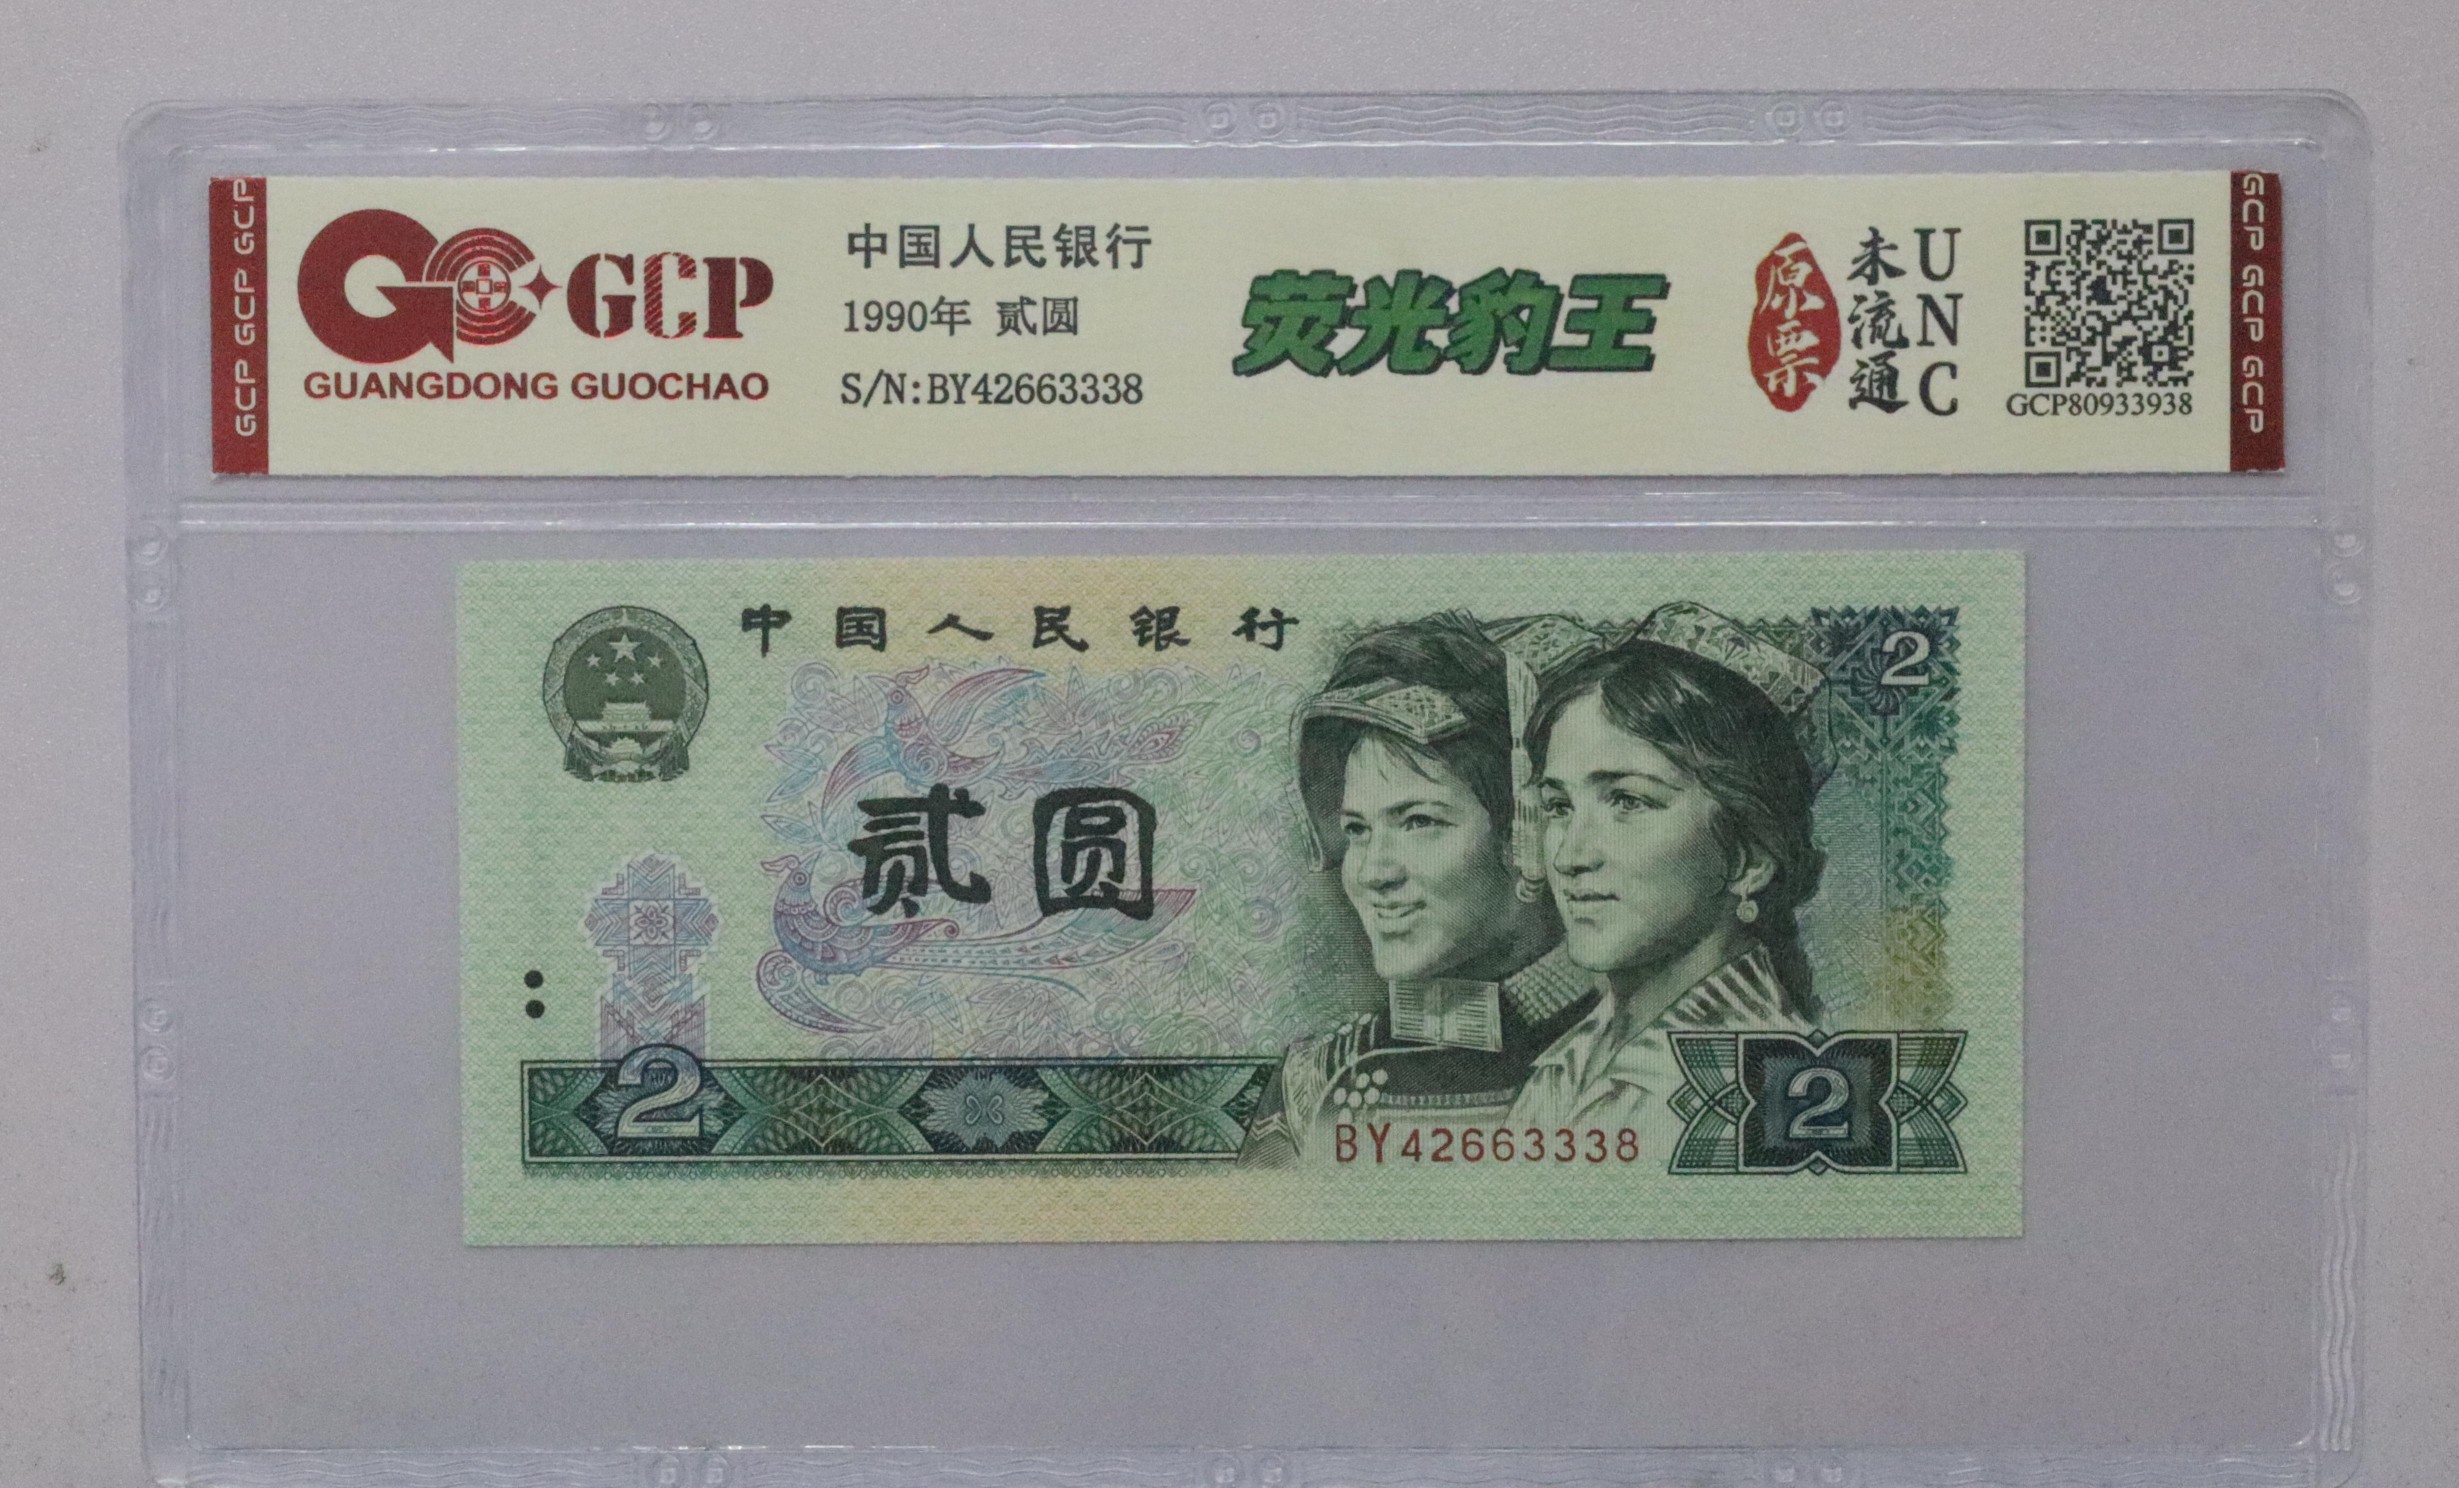 GCP GCP GCP
GCP
GUANGDONG GUOCHAO
中国人民银行
1990年 贰圆
S/N:BY42663338
荧光豹王
原票
未流通
UNC
GCP80933938
GCP GCP GCP
中国人民银行
2
贰圆
2
BY42663338
2